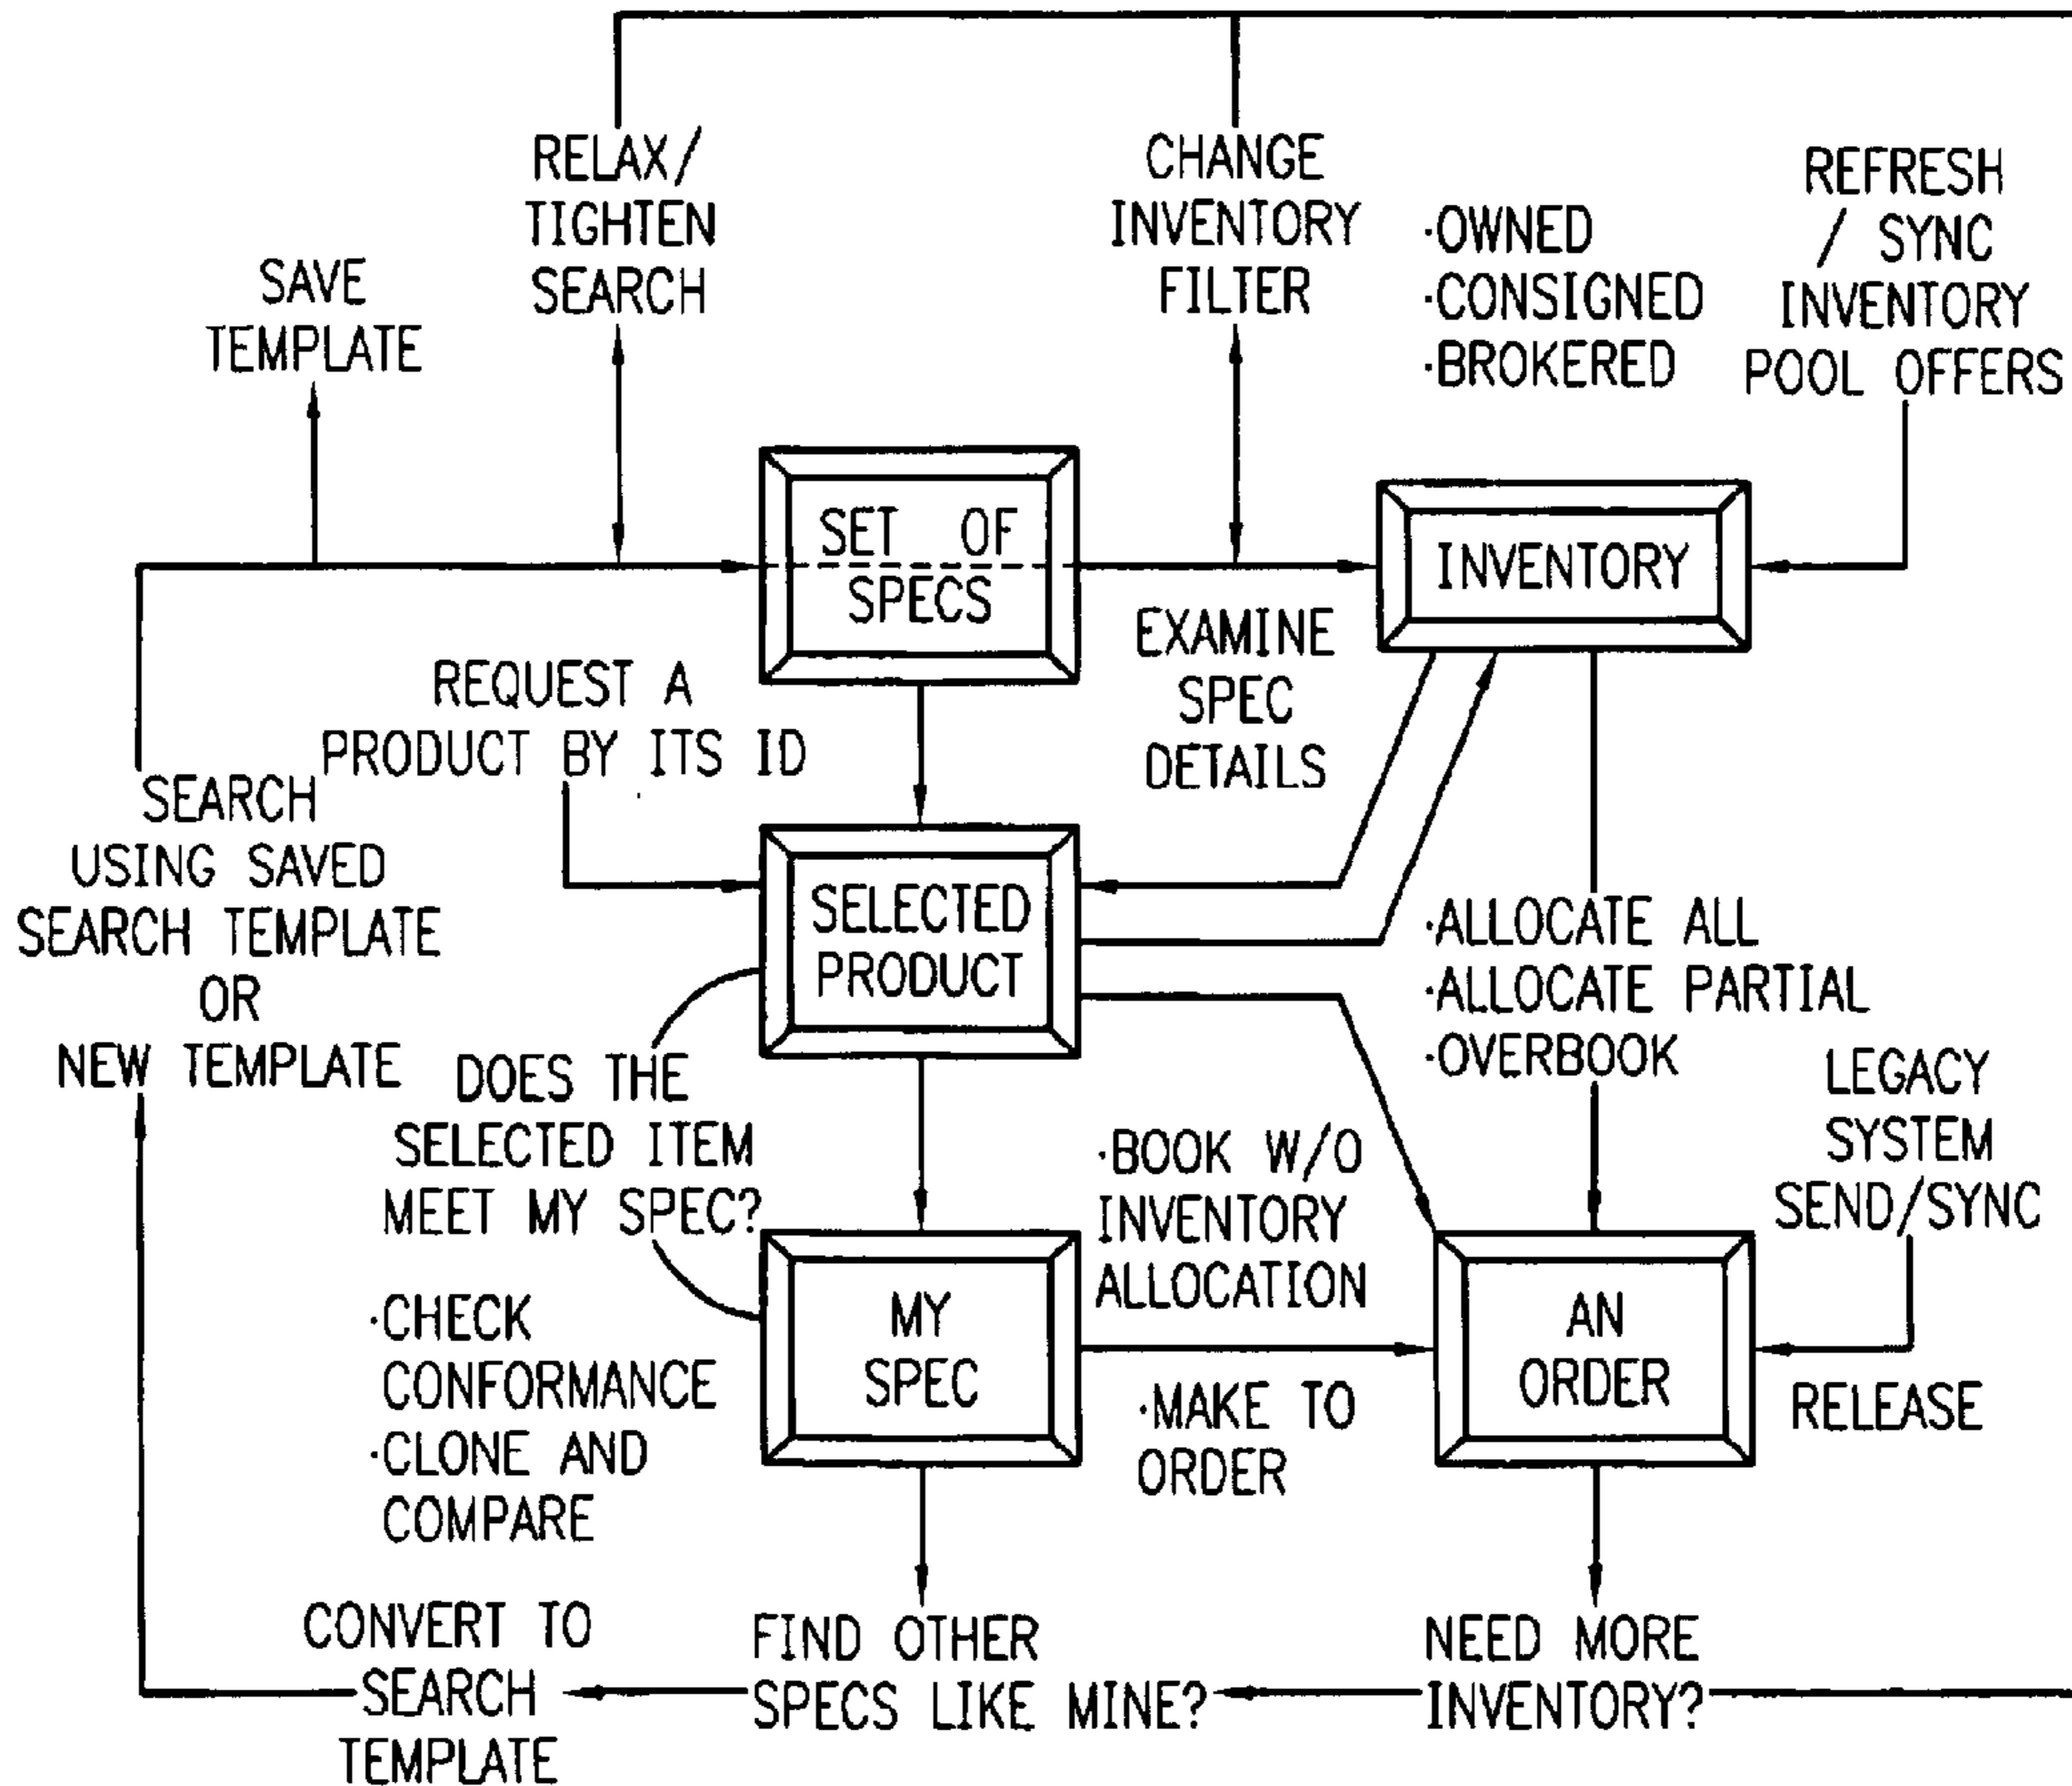 RELAX/
TIGHTEN
SEARCH
CHANGE
INVENTORY
FILTER
·OWNED
·CONSIGNED
·BROKERED
REFRESH
/ SYNC
INVENTORY
POOL OFFERS
SAVE
TEMPLATE
SET OF
SPECS
INVENTORY
EXAMINE
SPEC
DETAILS
REQUEST A
PRODUCT BY ITS ID
SEARCH
USING SAVED
SEARCH TEMPLATE
OR
NEW TEMPLATE
SELECTED
PRODUCT
·ALLOCATE ALL
·ALLOCATE PARTIAL
·OVERBOOK
LEGACY
SYSTEM
SEND/SYNC
DOES THE
SELECTED ITEM
MEET MY SPEC?
·BOOK W/O
INVENTORY
ALLOCATION
·CHECK
CONFORMANCE
·CLONE AND
COMPARE
MY
SPEC
·MAKE TO
ORDER
AN
ORDER
RELEASE
CONVERT TO
SEARCH
TEMPLATE
FIND OTHER
SPECS LIKE MINE?
NEED MORE
INVENTORY?